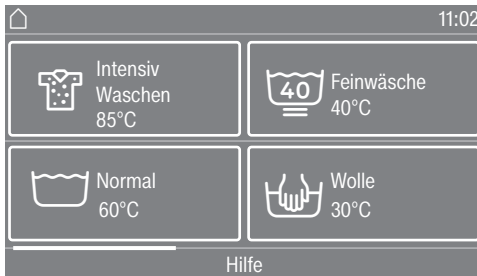 11:02
Intensiv
Waschen
85°C
40
Feinwäsche
40°C
Normal
60°C
Wolle
30°C
Hilfe